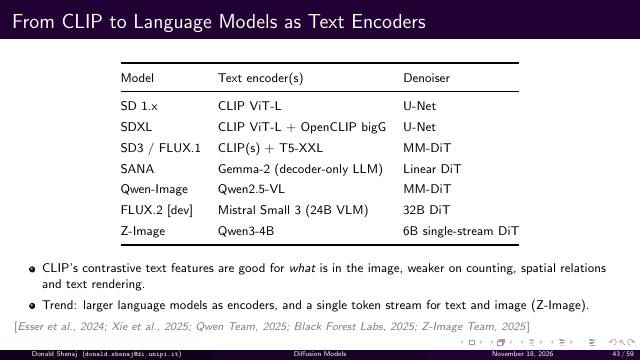 From CLIP to Language Models as Text Encoders
Model Text encoder(s) Denoiser
SD 1.x CLIP ViT-L U-Net
SDXL CLIP ViT-L + OpenCLIP bigG U-Net
SD3 / FLUX.1 CLIP(s) + T5-XXL MM-DiT
SANA Gemma-2 (decoder-only LLM) Linear DiT
Qwen-Image Qwen2.5-VL MM-DiT
FLUX.2 [dev] Mistral Small 3 (24B VLM) 32B DiT
Z-Image Qwen3-4B 6B single-stream DiT
CLIP's contrastive text features are good for what is in the image, weaker on counting, spatial relations
and text rendering.
Trend: larger language models as encoders, and a single token stream for text and image (Z-Image).
[Esser et al., 2024; Xie et al., 2025; Qwen Team, 2025; Black Forest Labs, 2025; Z-Image Team, 2025]
Donald Shenaj (donald.shenaj@di.unipi.it) Diffusion Models November 18, 2026 43 / 59